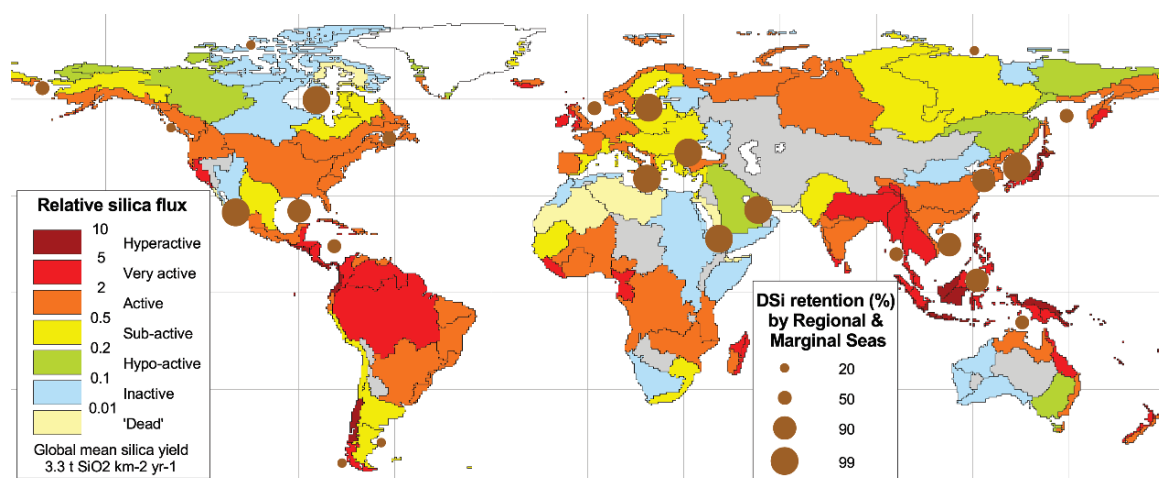 Relative silica flux
10
Hyperactive
5
Very active
2
Active
0.5
Sub-active
0.2
Hypo-active
0.1
Inactive
0.01
'Dead'
Global mean silica yield
3.3 t SiO2 km-2 yr-1
DSi retention (%)
by Regional &
Marginal Seas
20
50
90
99